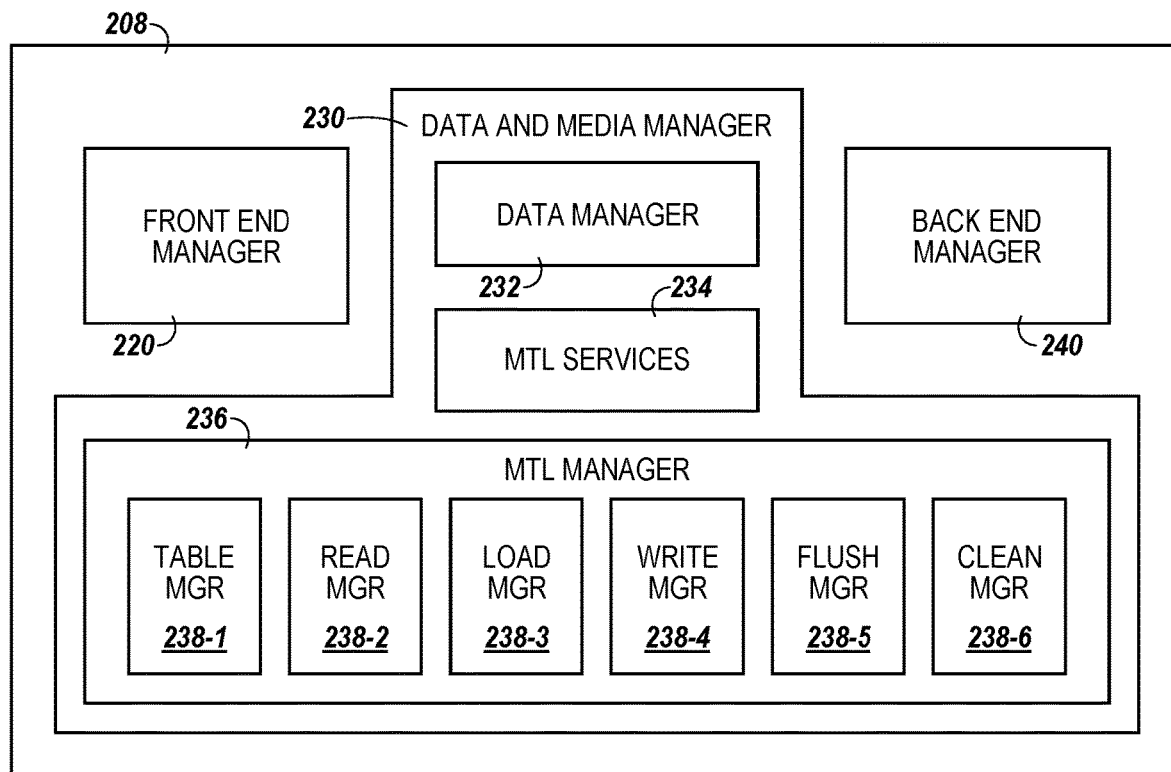 208
230
DATA AND MEDIA MANAGER
FRONT END
MANAGER
220
DATA MANAGER
232
234
MTL SERVICES
BACK END
MANAGER
240
236
MTL MANAGER
TABLE
MGR
238-1
READ
MGR
238-2
LOAD
MGR
238-3
WRITE
MGR
238-4
FLUSH
MGR
238-5
CLEAN
MGR
238-6